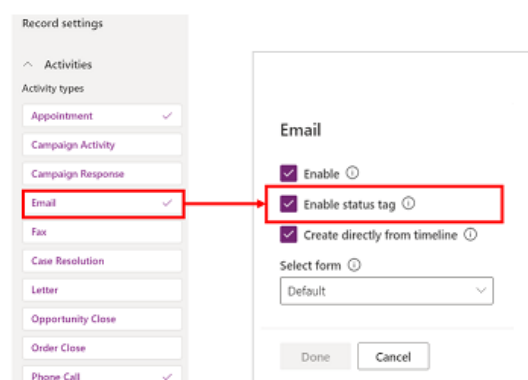 Record settings
Activities
Activity types
Appointment
Campaign Activity
Campaign Response
Email
Fax
Case Resolution
Letter
Opportunity Close
Order Close
Phone Call
Email
Enable
Enable status tag
Create directly from timeline
Select form
Default
Done
Cancel